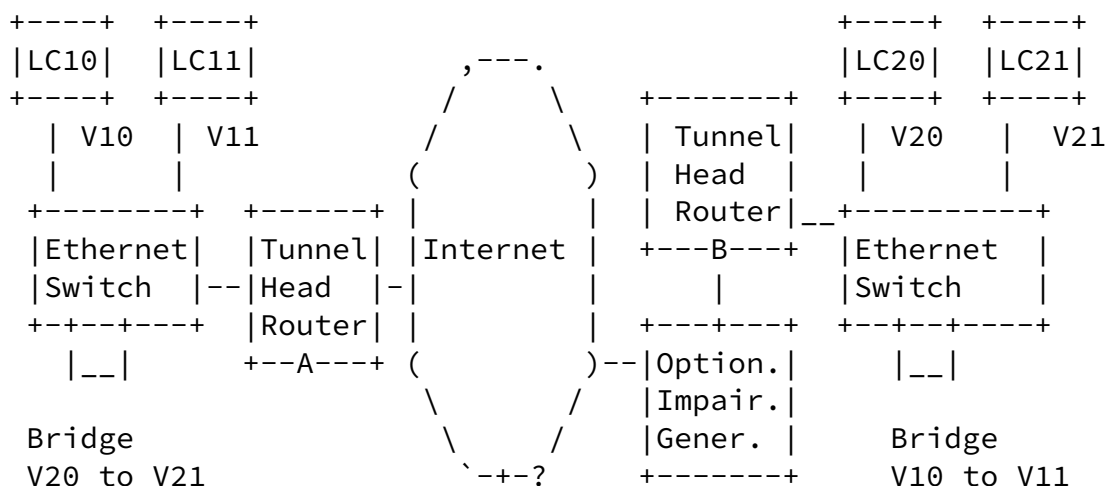 LC10 LC11 LC20 LC21
V10 V11 Tunnel V20 V21
Head
Router
Ethernet Tunnel Internet B Ethernet
Switch Head Switch
Router
A Option.
Impair.
Bridge Gener. Bridge
V20 to V21 V10 to V11